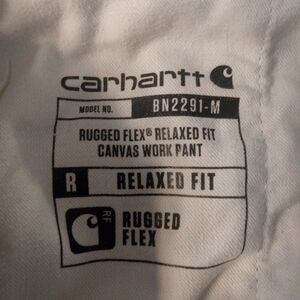 carhartt
MODEL NO. BN2291-M
RUGGED FLEX® RELAXED FIT
CANVAS WORK PANT
R RELAXED FIT
RF RUGGED
FLEX